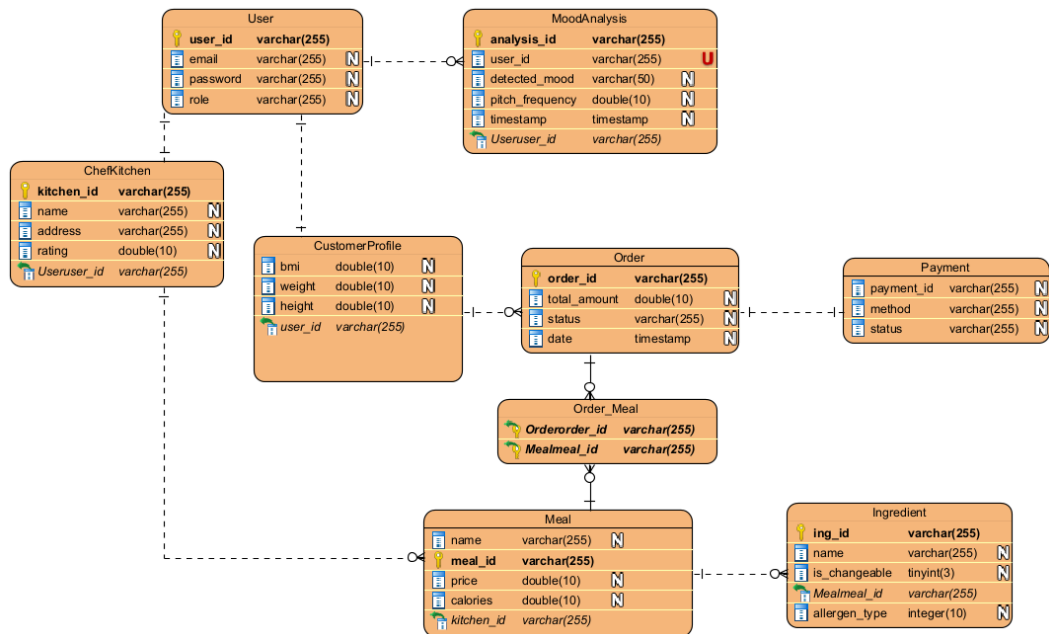 User
user_id varchar(255)
email varchar(255) N
password varchar(255) N
role varchar(255) N
MoodAnalysis
analysis_id varchar(255)
user_id varchar(255) U
detected_mood varchar(50) N
pitch_frequency double(10) N
timestamp timestamp N
Useruser_id varchar(255)
ChefKitchen
kitchen_id varchar(255)
name varchar(255) N
address varchar(255) N
rating double(10) N
Useruser_id varchar(255)
CustomerProfile
bmi double(10) N
weight double(10) N
height double(10) N
user_id varchar(255)
Order
order_id varchar(255)
total_amount double(10) N
status varchar(255) N
date timestamp N
Payment
payment_id varchar(255) N
method varchar(255) N
status varchar(255) N
Order_Meal
Orderorder_id varchar(255)
Mealmeal_id varchar(255)
Meal
name varchar(255) N
meal_id varchar(255)
price double(10) N
calories double(10) N
kitchen_id varchar(255)
Ingredient
ing_id varchar(255)
name varchar(255) N
is_changeable tinyint(3) N
Mealmeal_id varchar(255)
allergen_type integer(10) N